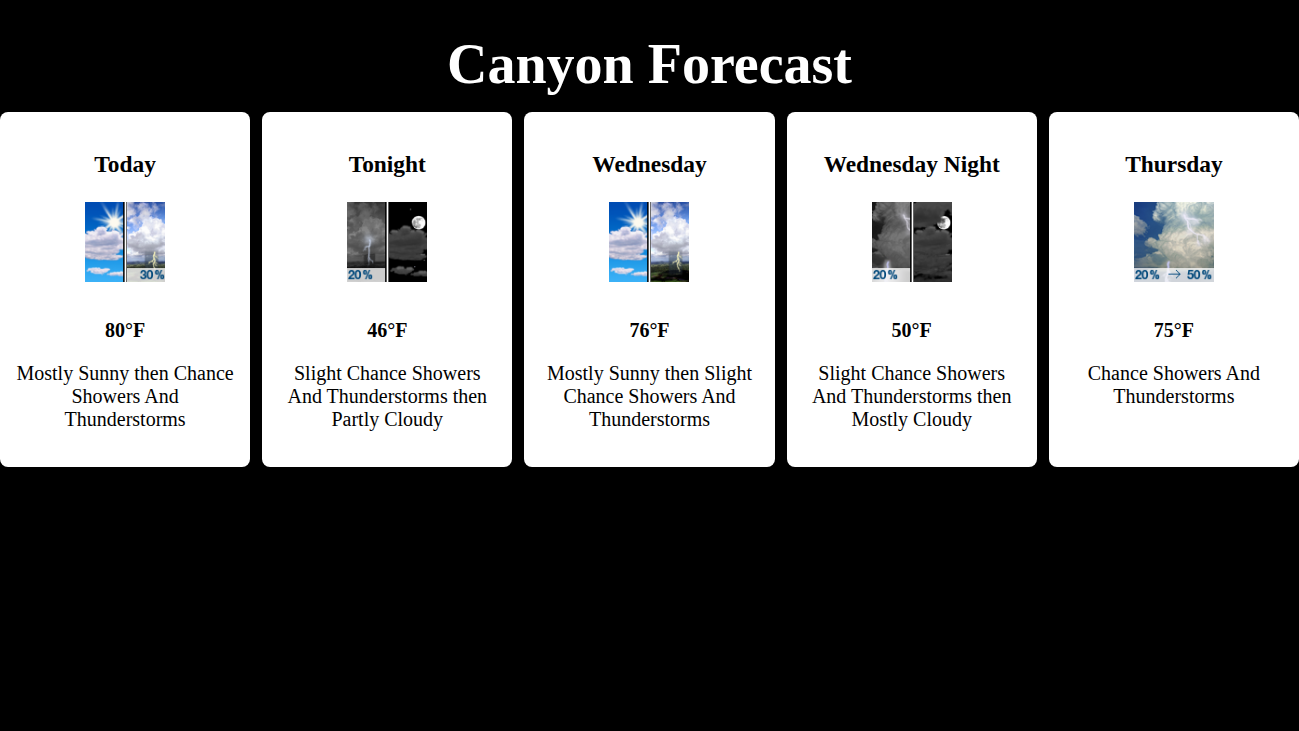 Canyon Forecast
Today
30%
80°F
Mostly Sunny then Chance
Showers And
Thunderstorms
Tonight
20%
46°F
Slight Chance Showers
And Thunderstorms then
Partly Cloudy
Wednesday
76°F
Mostly Sunny then Slight
Chance Showers And
Thunderstorms
Wednesday Night
20%
50°F
Slight Chance Showers
And Thunderstorms then
Mostly Cloudy
Thursday
20% → 50%
75°F
Chance Showers And
Thunderstorms